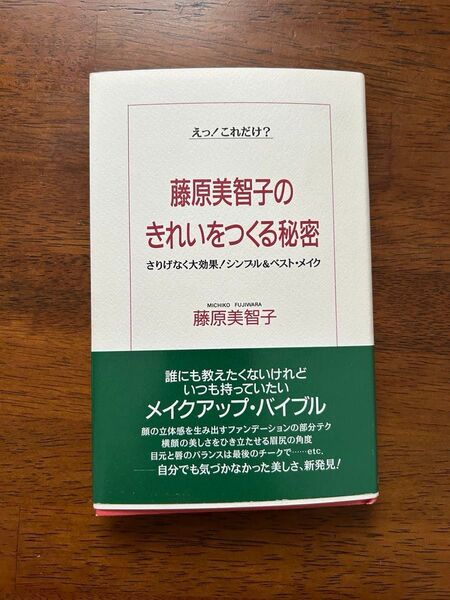 えっ!これだけ?
藤原美智子の
きれいをつくる秘密
さりげなく大効果!シンプル&ベスト・メイク
MICHIKO FUJIWARA
藤原美智子
誰にも教えたくないけれど
いつも持っていたい
メイクアップ・バイブル
顔の立体感を生み出すファンデーションの部分テク
横顔の美しさをひき立たせる眉尻の角度
目元と唇のバランスは最後のチークで……etc.
──自分でも気づかなかった美しさ、新発見!